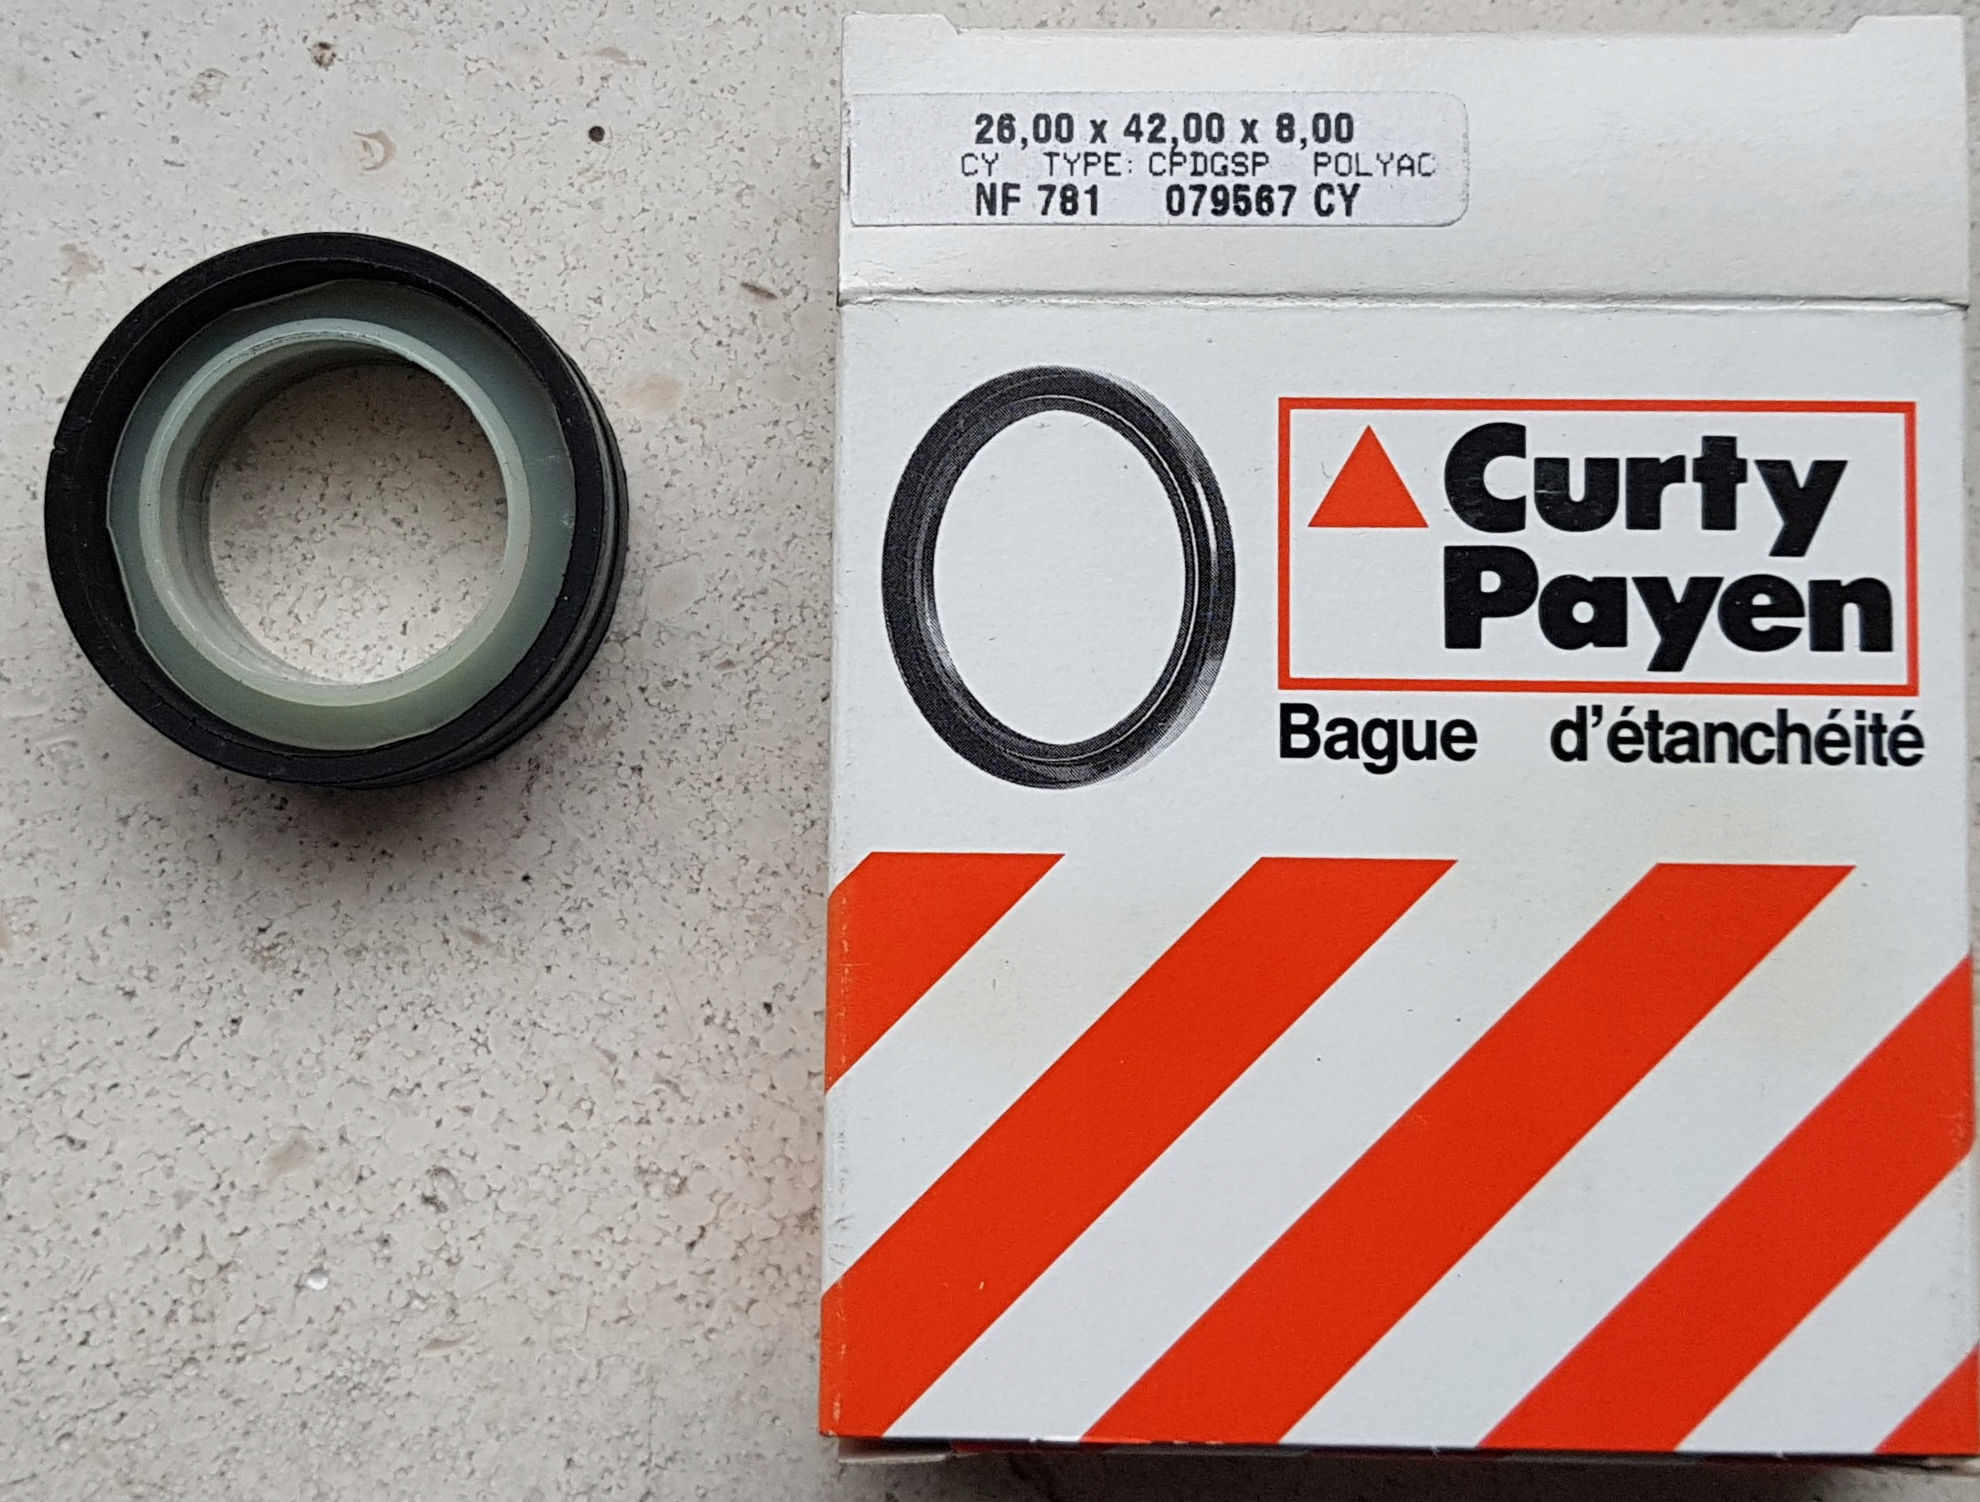 26,00 x 42,00 x 8,00
CY TYPE: CPDGSP POLYAC
NF 781 079567 CY
Curty
Payen
Bague d'étanchéité